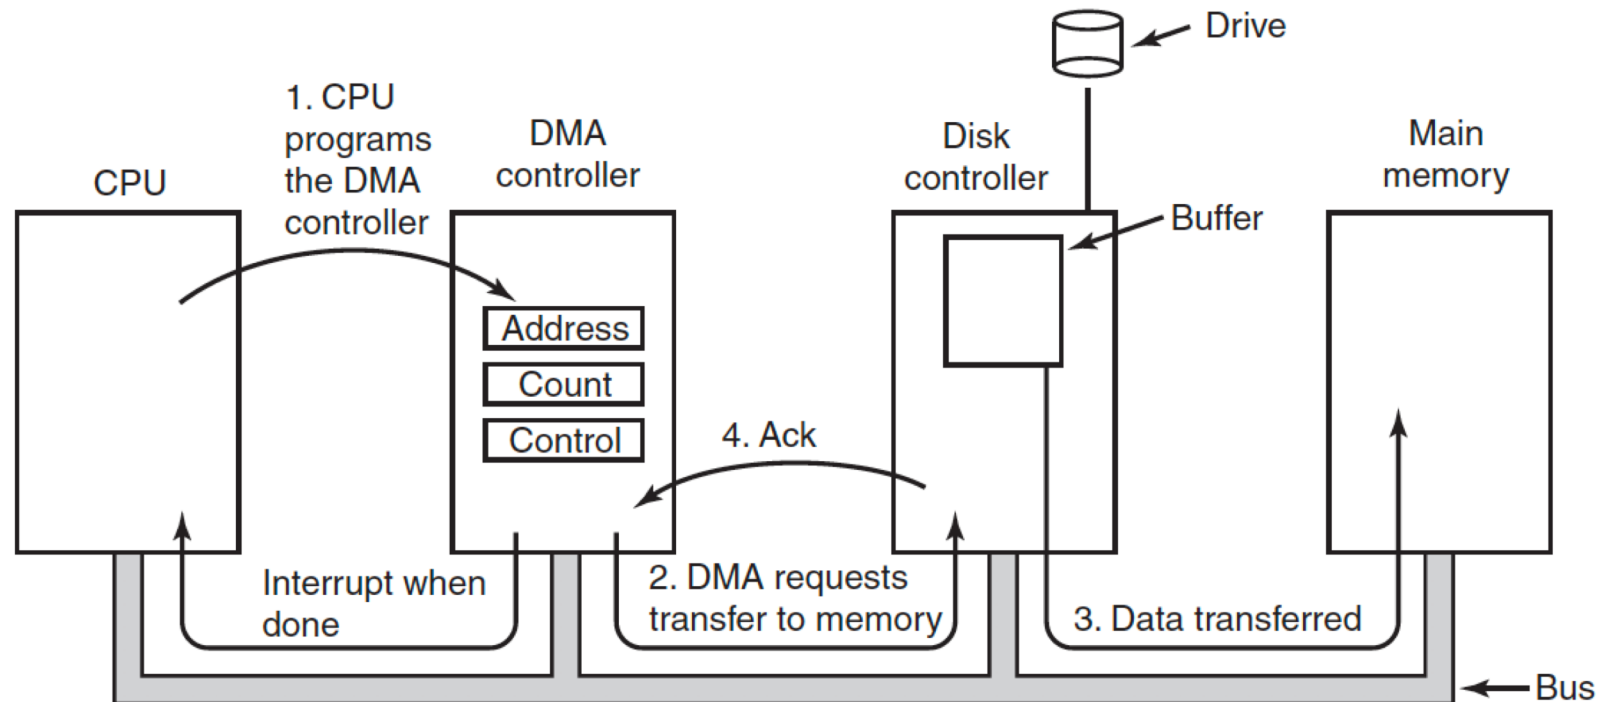 Drive
1. CPU
programs
the DMA
controller
CPU
DMA
controller
Disk
controller
Main
memory
Buffer
Address
Count
Control
4. Ack
Interrupt when
done
2. DMA requests
transfer to memory
3. Data transferred
Bus